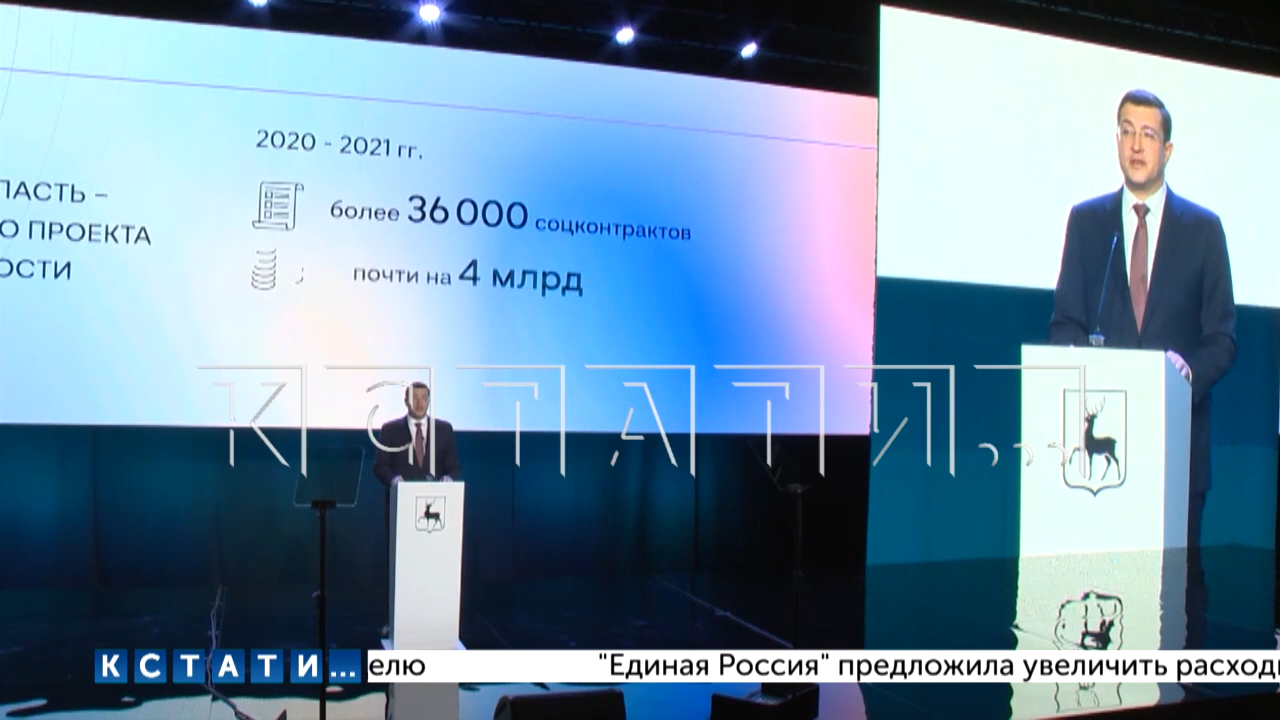 2020 - 2021 гг.
ЛАСТЬ –
О ПРОЕКТА
ОСТИ
более 36 000 соцконтрактов
почти на 4 млрд
КСТАТИ...
КСТАТИ... елю "Единая Россия" предложила увеличить расходы